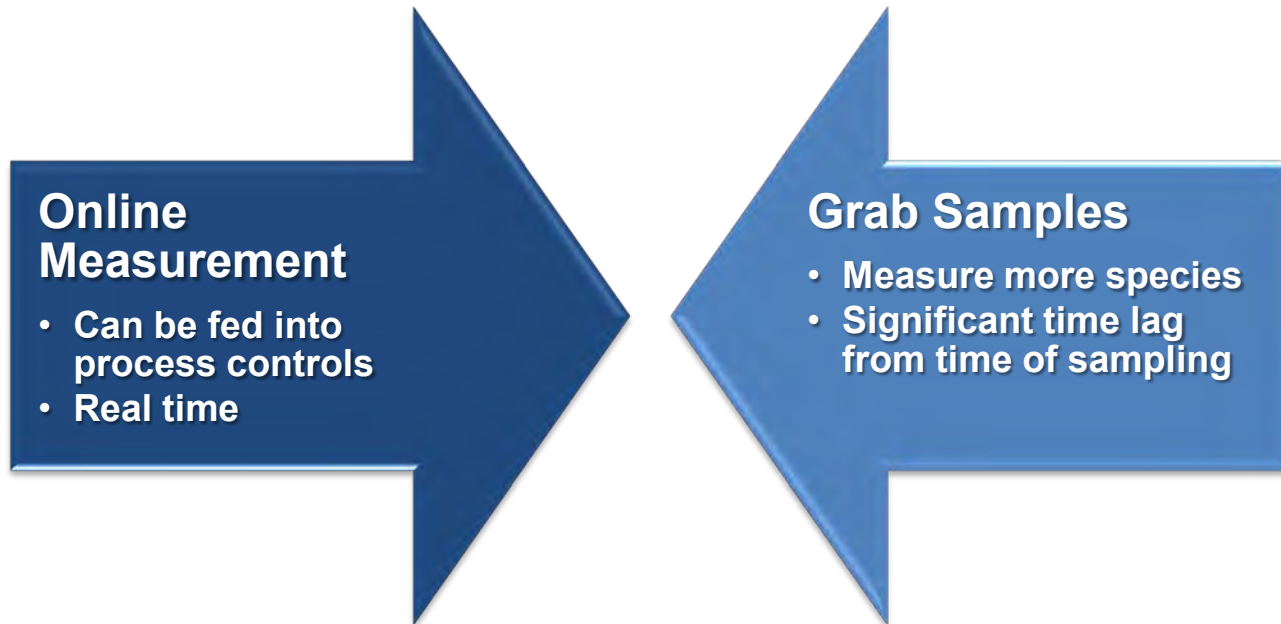 Online
Measurement
• Can be fed into
process controls
• Real time
Grab Samples
• Measure more species
• Significant time lag
from time of sampling